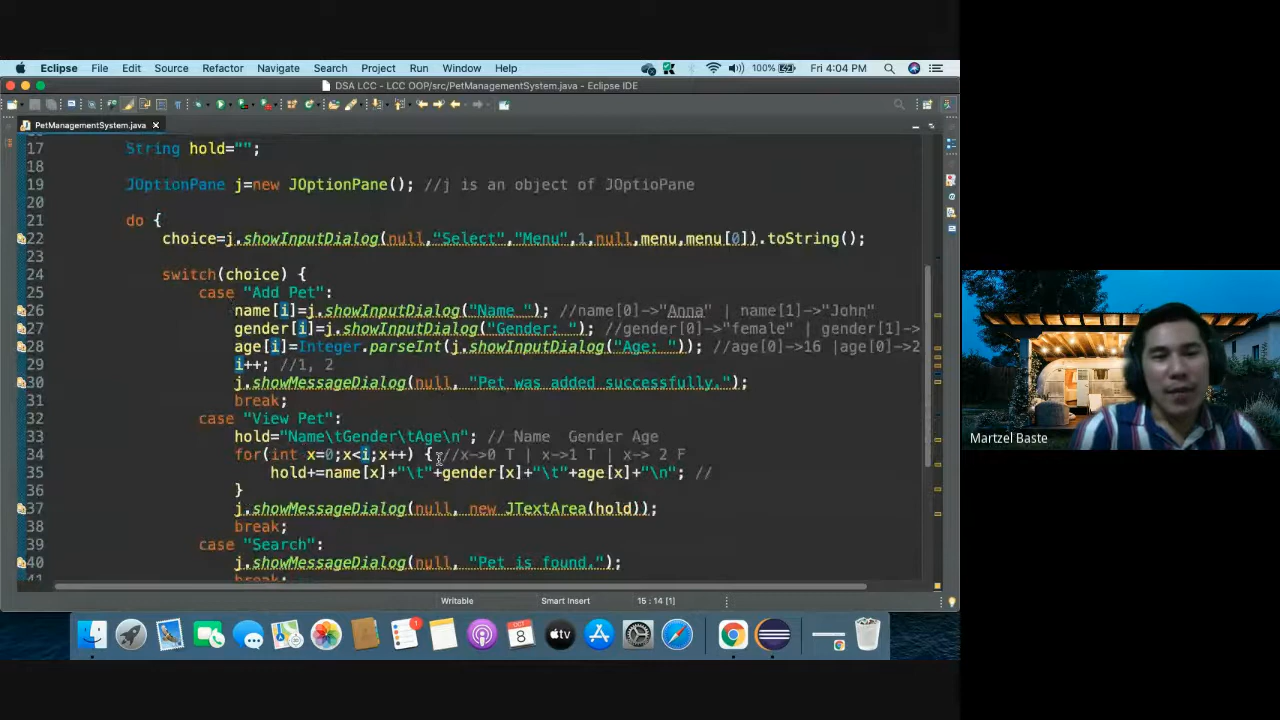 Eclipse File Edit Source Refactor Navigate Search Project Run Window Help 100% Fri 4:04 PM
DSA LCC - LCC OOP/src/PetManagementSystem.java - Eclipse IDE
PetManagementSystem.java
17 String hold="";
18
19 JOptionPane j=new JOptionPane(); //j is an object of JOptioPane
20
21 do {
22 choice=j.showInputDialog(null,"Select","Menu",1,null,menu,menu[0]).toString();
23
24 switch(choice) {
25 case "Add Pet":
26 name[i]=j.showInputDialog("Name "); //name[0]->"Anna" | name[1]->"John"
27 gender[i]=j.showInputDialog("Gender: "); //gender[0]->"female" | gender[1]->
28 age[i]=Integer.parseInt(j.showInputDialog("Age: ")); //age[0]->16 |age[0]->2
29 i++; //1, 2
30 j.showMessageDialog(null, "Pet was added successfully.");
31 break;
32 case "View Pet":
33 hold="Name\tGender\tAge\n"; // Name Gender Age
34 for(int x=0;x<i;x++) { //x->0 T | x->1 T | x-> 2 F
35 hold+=name[x]+"\t"+gender[x]+"\t"+age[x]+"\n"; //
36 }
37 j.showMessageDialog(null, new JTextArea(hold));
38 break;
39 case "Search":
40 j.showMessageDialog(null, "Pet is found.");
41 break;
Writable Smart Insert 15 : 14 [1]
OCT
8
tv
1
Martzel Baste